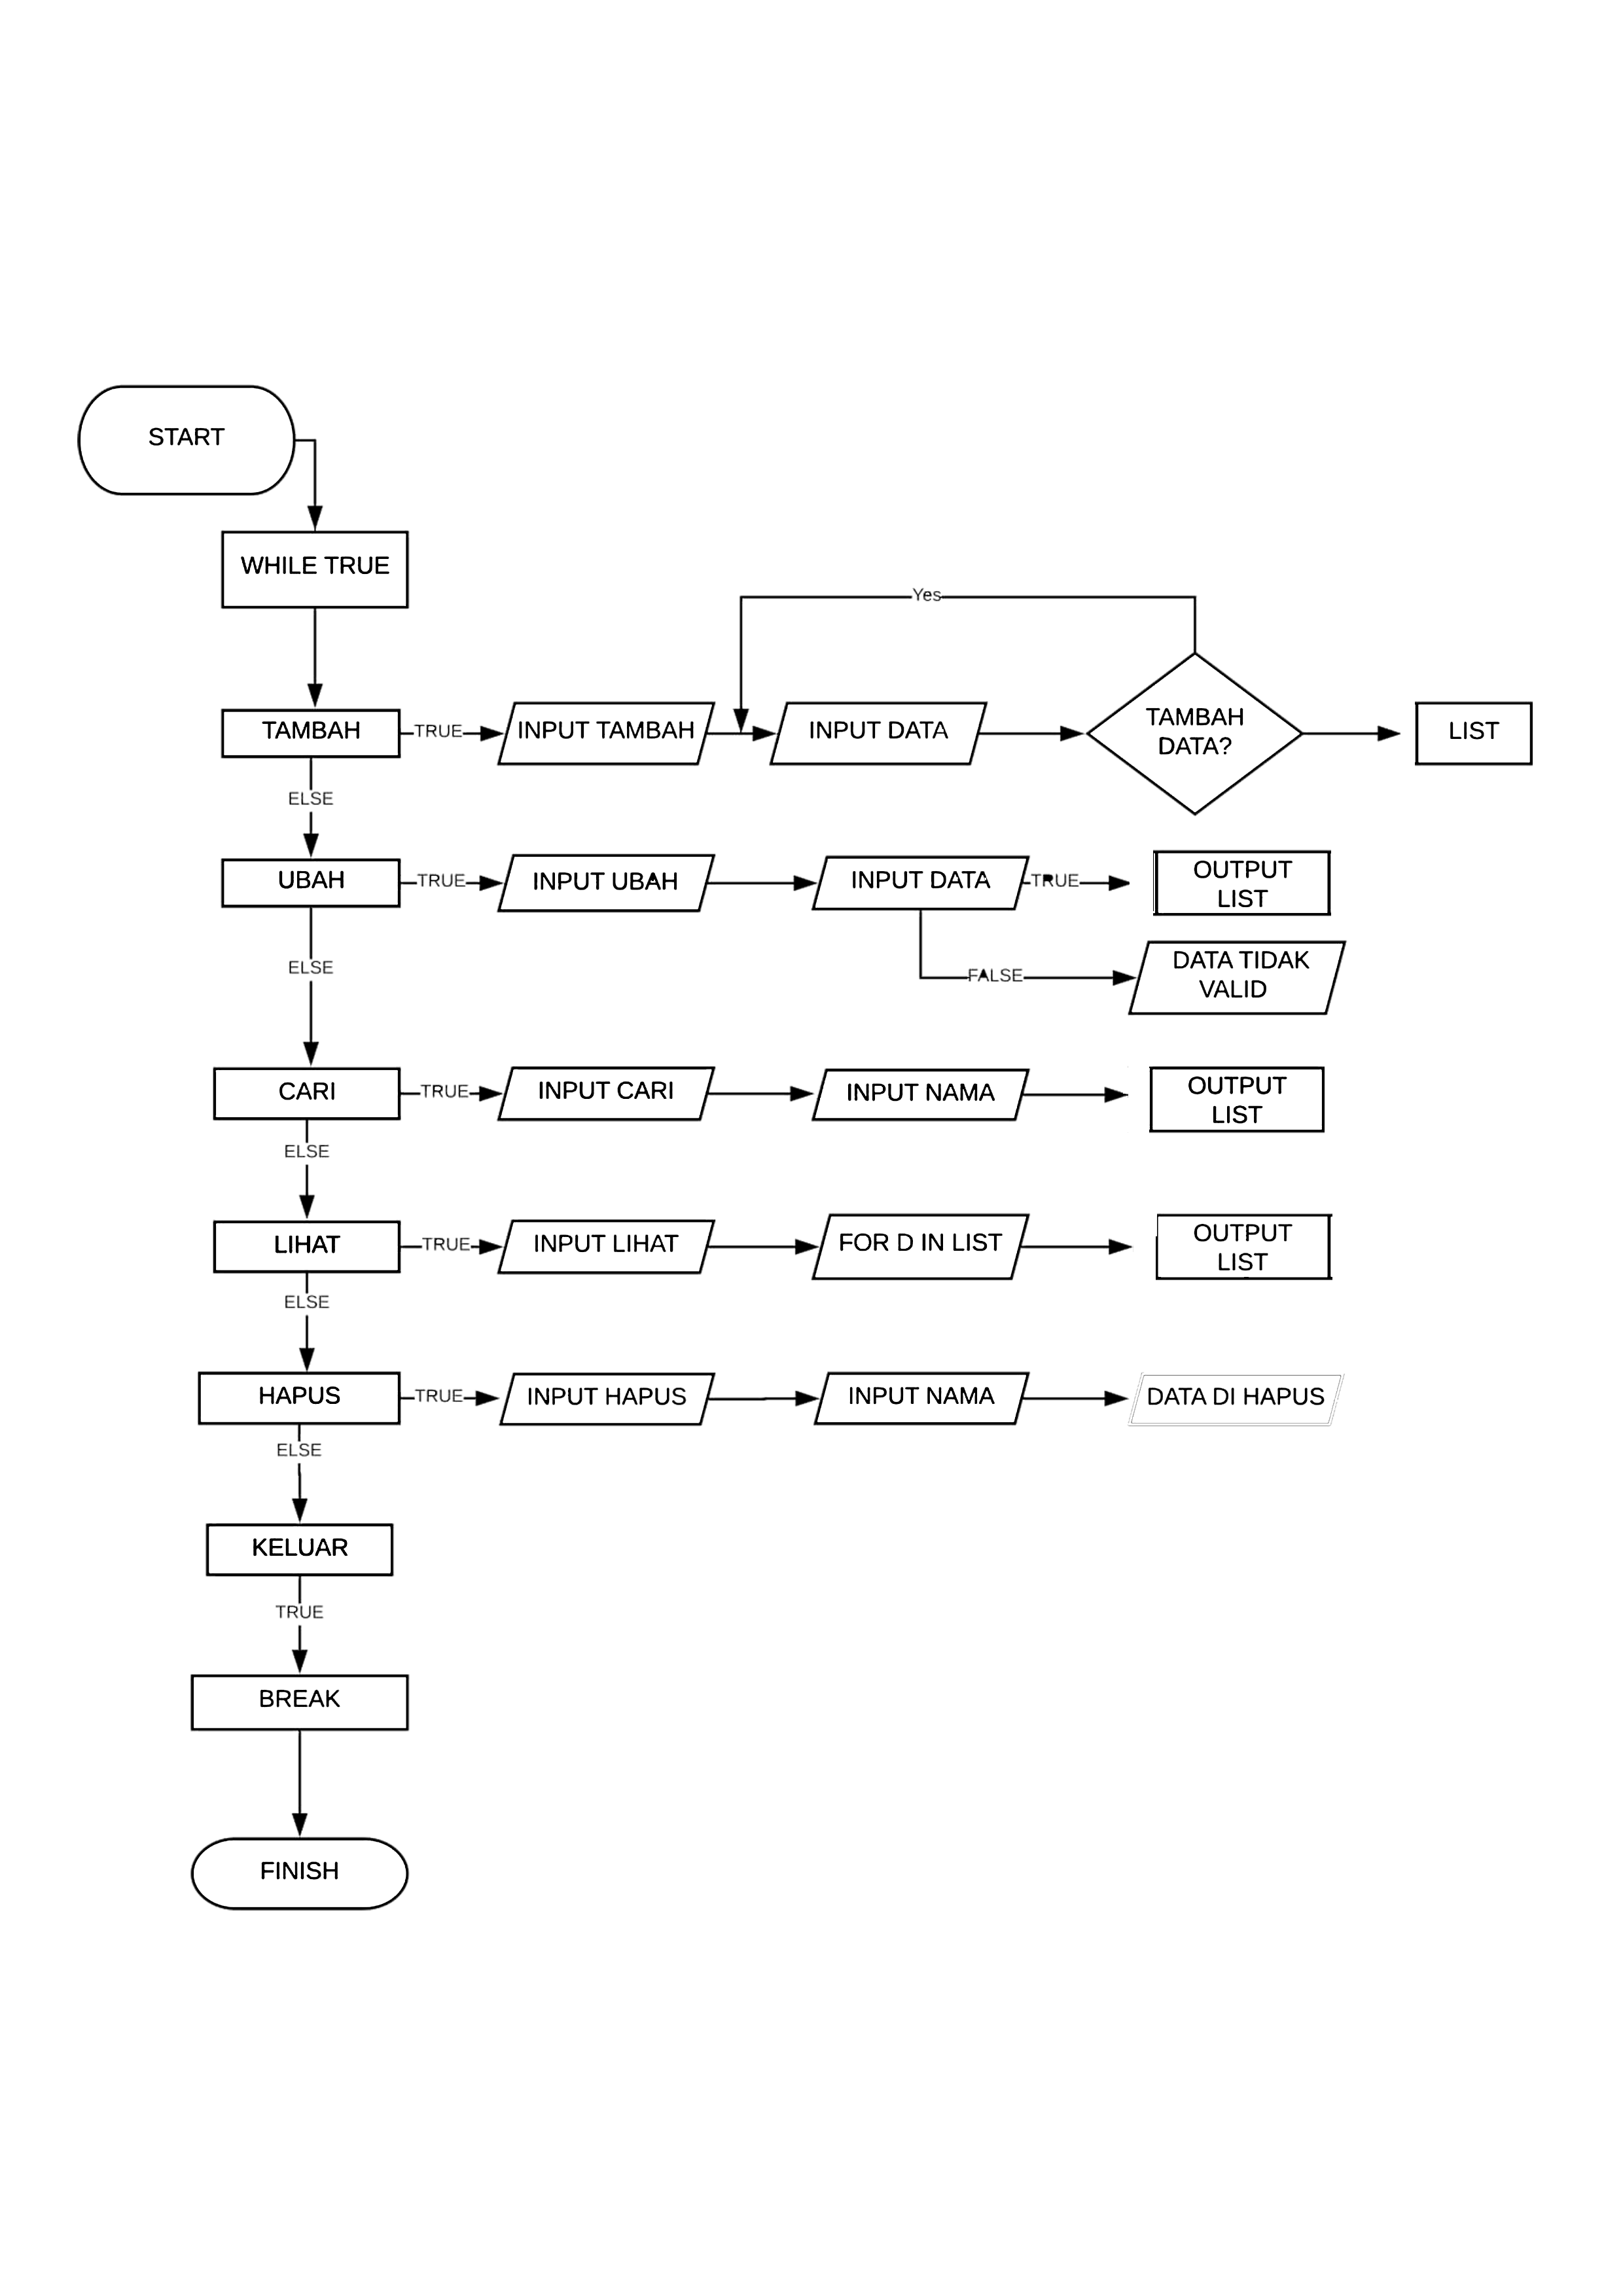 START
WHILE TRUE
Yes
TAMBAH
TRUE
INPUT TAMBAH
INPUT DATA
TAMBAH
DATA?
LIST
ELSE
UBAH
TRUE
INPUT UBAH
INPUT DATA
TRUE
OUTPUT
LIST
ELSE
FALSE
DATA TIDAK
VALID
CARI
TRUE
INPUT CARI
INPUT NAMA
OUTPUT
LIST
ELSE
LIHAT
TRUE
INPUT LIHAT
FOR D IN LIST
OUTPUT
LIST
ELSE
HAPUS
TRUE
INPUT HAPUS
INPUT NAMA
DATA DI HAPUS
ELSE
KELUAR
TRUE
BREAK
FINISH